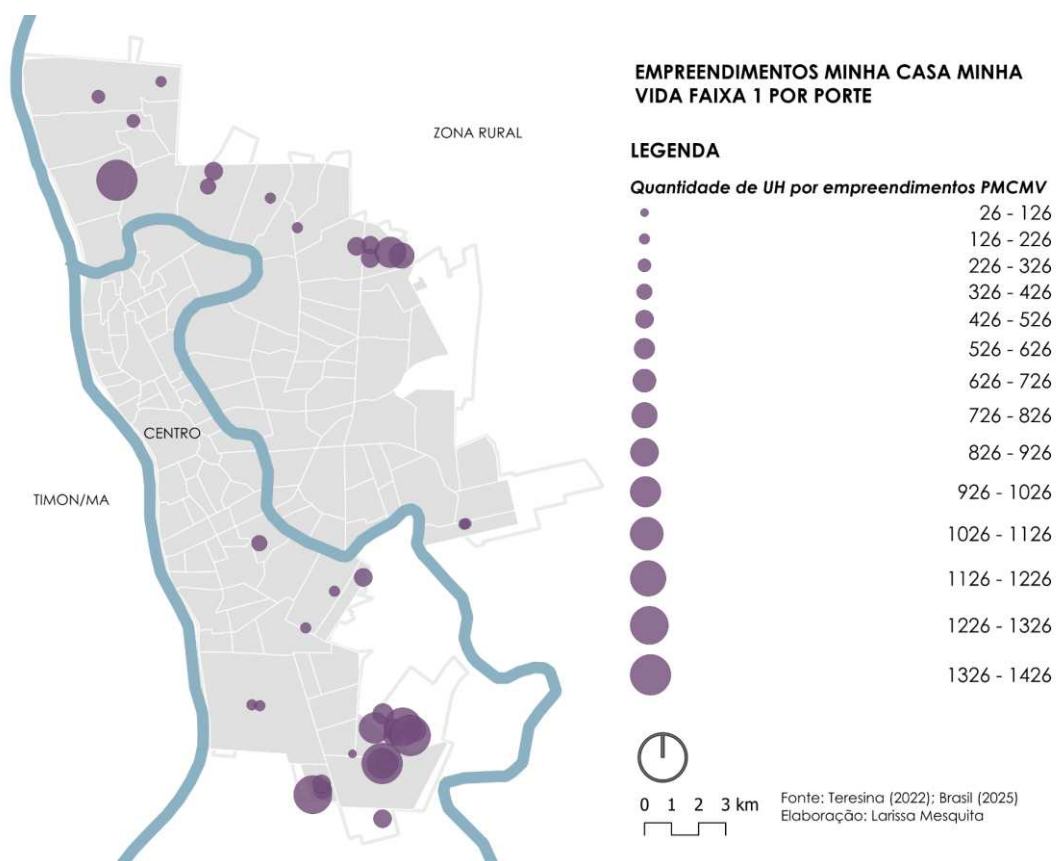 EMPREENDIMENTOS MINHA CASA MINHA
VIDA FAIXA 1 POR PORTE
ZONA RURAL
LEGENDA
Quantidade de UH por empreendimentos PMCMV
26 - 126
126 - 226
226 - 326
326 - 426
426 - 526
526 - 626
626 - 726
726 - 826
826 - 926
926 - 1026
1026 - 1126
1126 - 1226
1226 - 1326
1326 - 1426
CENTRO
TIMON/MA
0 1 2 3 km
Fonte: Teresina (2022); Brasil (2025)
Elaboração: Larissa Mesquita